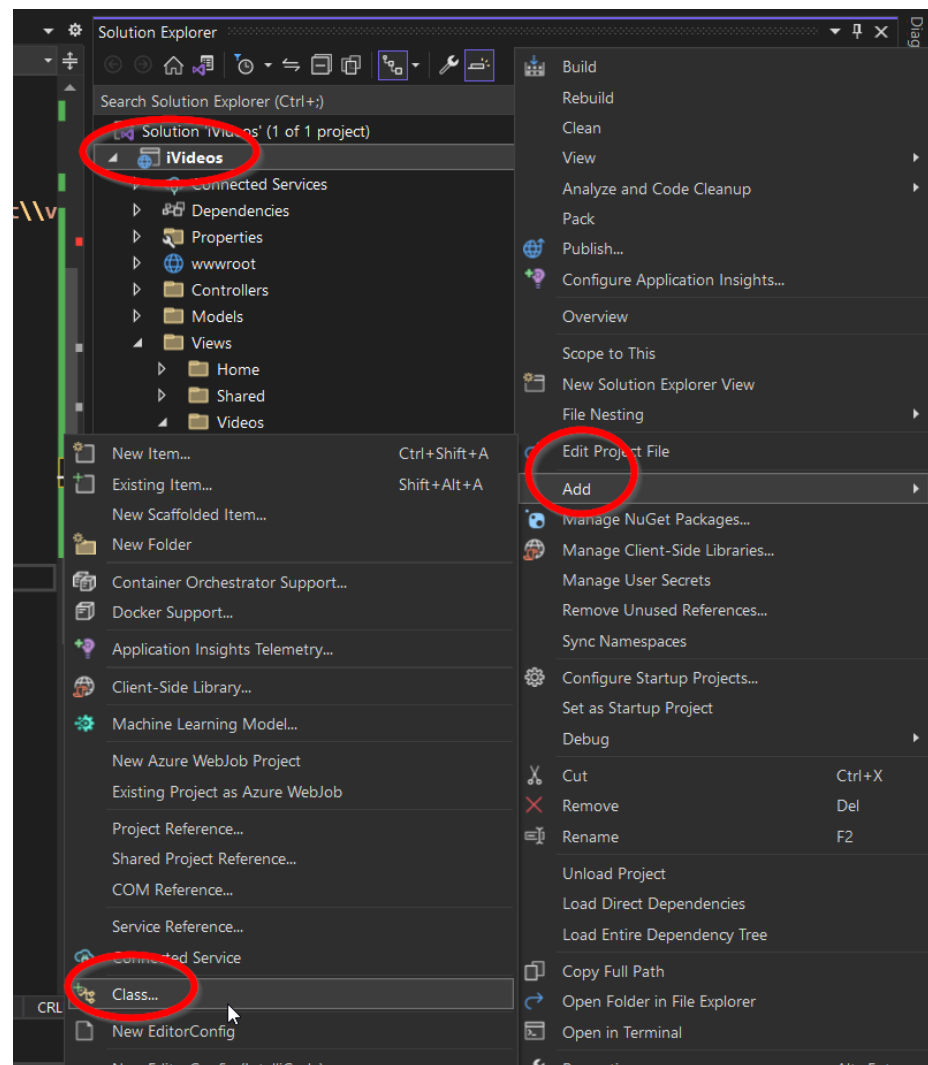 Solution Explorer
Diag
Search Solution Explorer (Ctrl+;)
Solution 'iVideos' (1 of 1 project)
iVideos
Connected Services
Dependencies
Properties
wwwroot
Controllers
Models
Views
Home
Shared
Videos
:\\v
CRL
Build
Rebuild
Clean
View
Analyze and Code Cleanup
Pack
Publish...
Configure Application Insights...
Overview
Scope to This
New Solution Explorer View
File Nesting
Edit Project File
Add
Manage NuGet Packages...
Manage Client-Side Libraries...
Manage User Secrets
Remove Unused References...
Sync Namespaces
Configure Startup Projects...
Set as Startup Project
Debug
Cut Ctrl+X
Remove Del
Rename F2
Unload Project
Load Direct Dependencies
Load Entire Dependency Tree
Copy Full Path
Open Folder in File Explorer
Open in Terminal
New Item... Ctrl+Shift+A
Existing Item... Shift+Alt+A
New Scaffolded Item...
New Folder
Container Orchestrator Support...
Docker Support...
Application Insights Telemetry...
Client-Side Library...
Machine Learning Model...
New Azure WebJob Project
Existing Project as Azure WebJob
Project Reference...
Shared Project Reference...
COM Reference...
Service Reference...
Connected Service
Class...
New EditorConfig